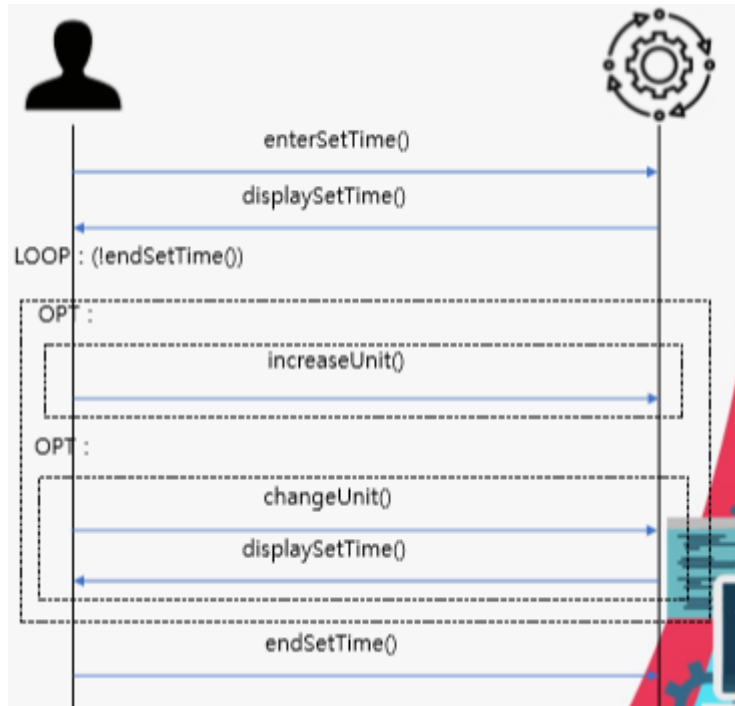 enterSetTime()
displaySetTime()
LOOP : (!endSetTime())
OPT :
increaseUnit()
OPT :
changeUnit()
displaySetTime()
endSetTime()